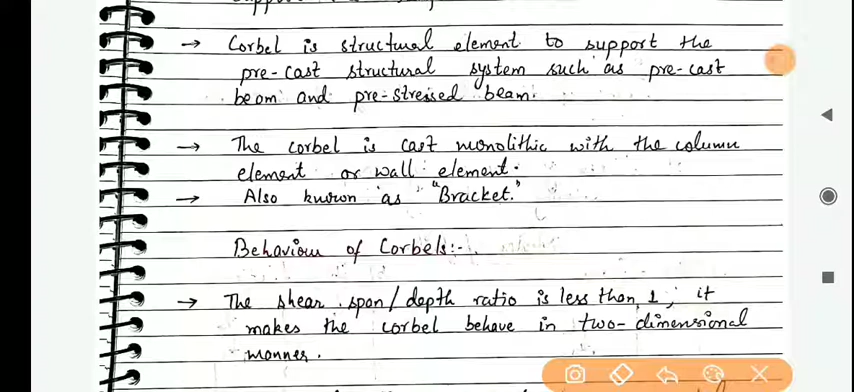 → Corbel is structural element to support the
pre-cast structural system such as pre-cast
beam and pre-stressed beam.
→ The corbel is cast monolithic with the column
element or wall element.
→ Also known as "Bracket."
Behaviour of Corbels:-
→ The shear span/depth ratio is less than 1, it
makes the corbel behave in two-dimensional
manner.